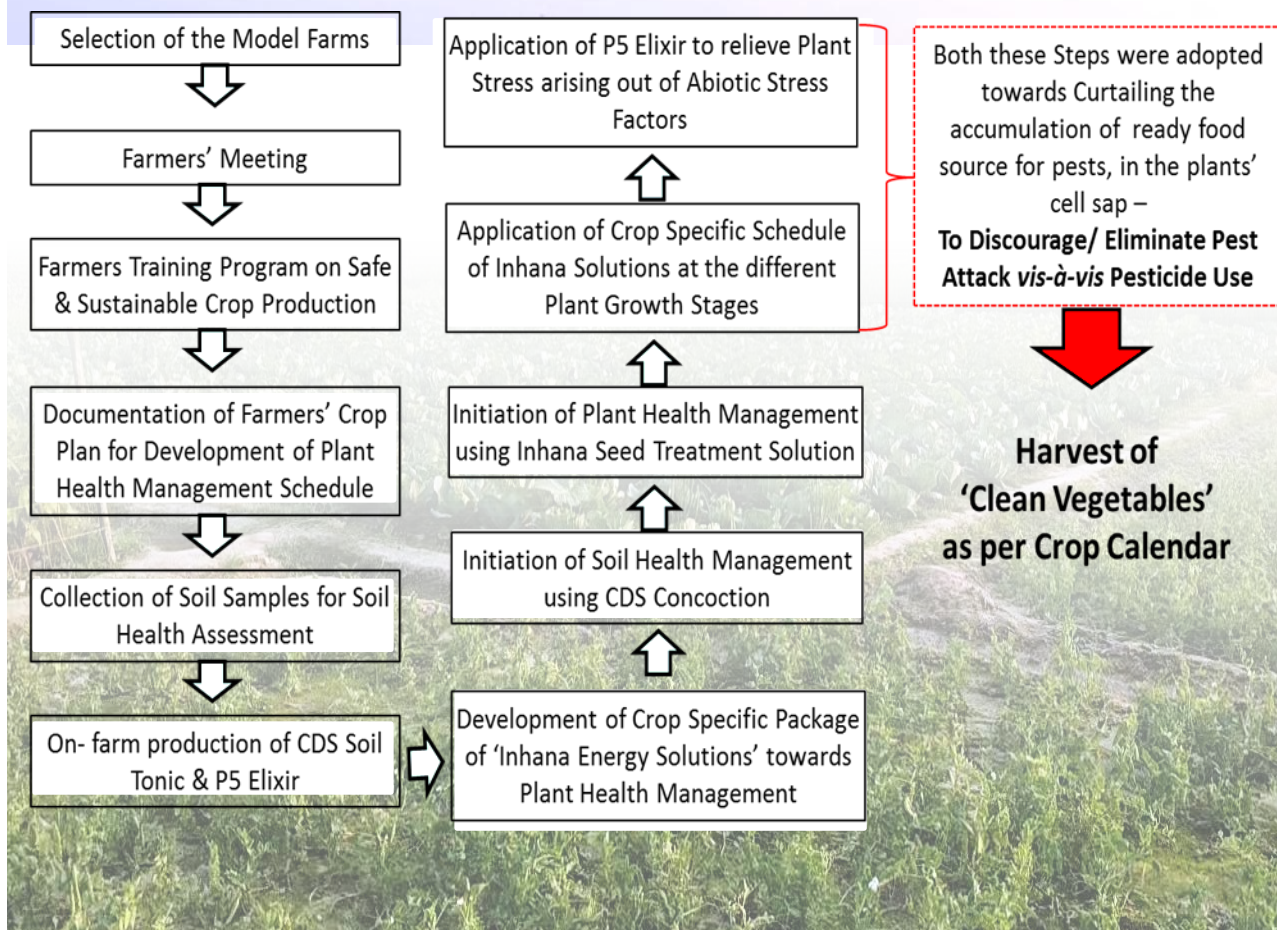 Selection of the Model Farms
Farmers' Meeting
Farmers Training Program on Safe
& Sustainable Crop Production
Documentation of Farmers' Crop
Plan for Development of Plant
Health Management Schedule
Collection of Soil Samples for Soil
Health Assessment
On- farm production of CDS Soil
Tonic & P5 Elixir
Development of Crop Specific Package
of 'Inhana Energy Solutions' towards
Plant Health Management
Initiation of Soil Health Management
using CDS Concoction
Initiation of Plant Health Management
using Inhana Seed Treatment Solution
Application of Crop Specific Schedule
of Inhana Solutions at the different
Plant Growth Stages
Application of P5 Elixir to relieve Plant
Stress arising out of Abiotic Stress
Factors
Both these Steps were adopted
towards Curtailing the
accumulation of ready food
source for pests, in the plants'
cell sap –
To Discourage/ Eliminate Pest
Attack vis-à-vis Pesticide Use
Harvest of
'Clean Vegetables'
as per Crop Calendar